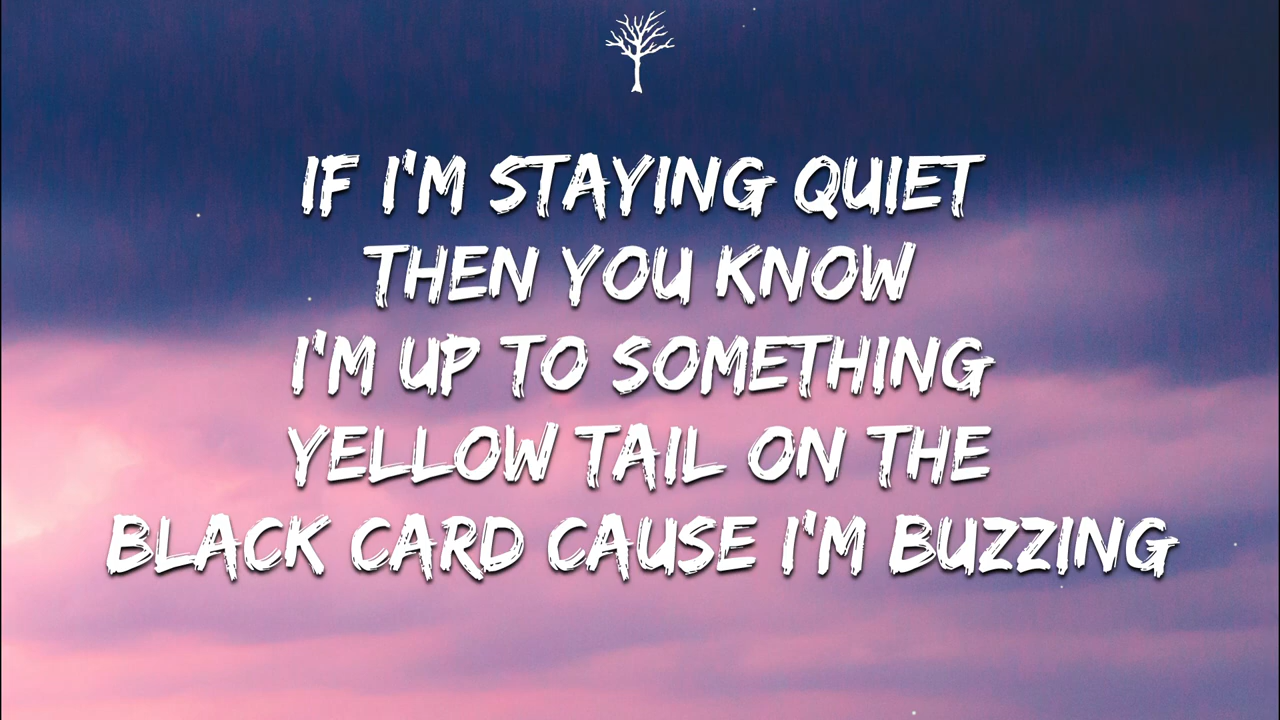 IF I'M STAYING QUIET
THEN YOU KNOW
I'M UP TO SOMETHING
YELLOW TAIL ON THE
BLACK CARD CAUSE I'M BUZZING